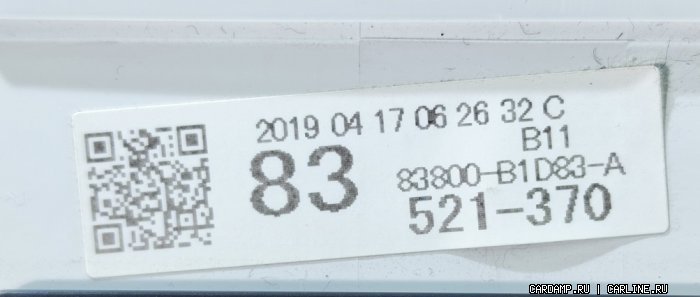 2019 04 17 06 26 32 C
B11
83
83800-B1D83-A
521-370
CARDAMP.RU | CARLINE.RU